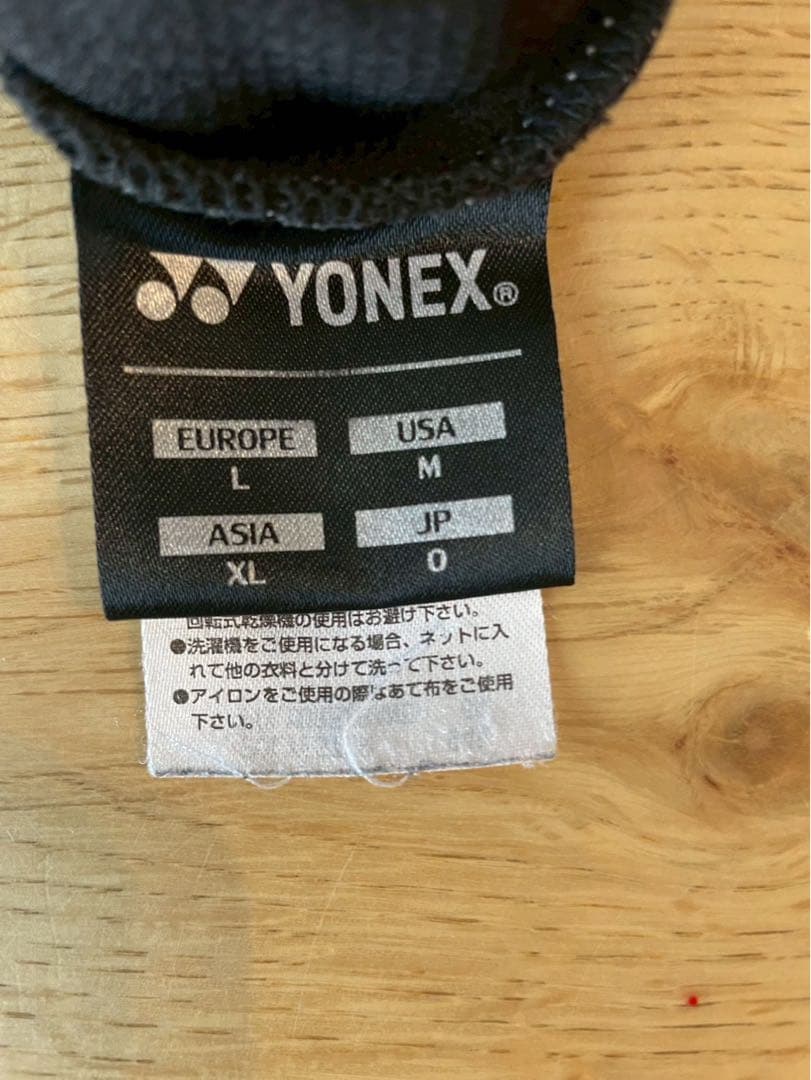 YONEX®
EUROPE USA
L M
ASIA JP
XL O
回転式乾燥機の使用はお避け下さい。
●洗濯機をご使用になる場合、ネットに入
れて他の衣料と分けて洗って下さい。
●アイロンをご使用の際はあて布をご使用
下さい。